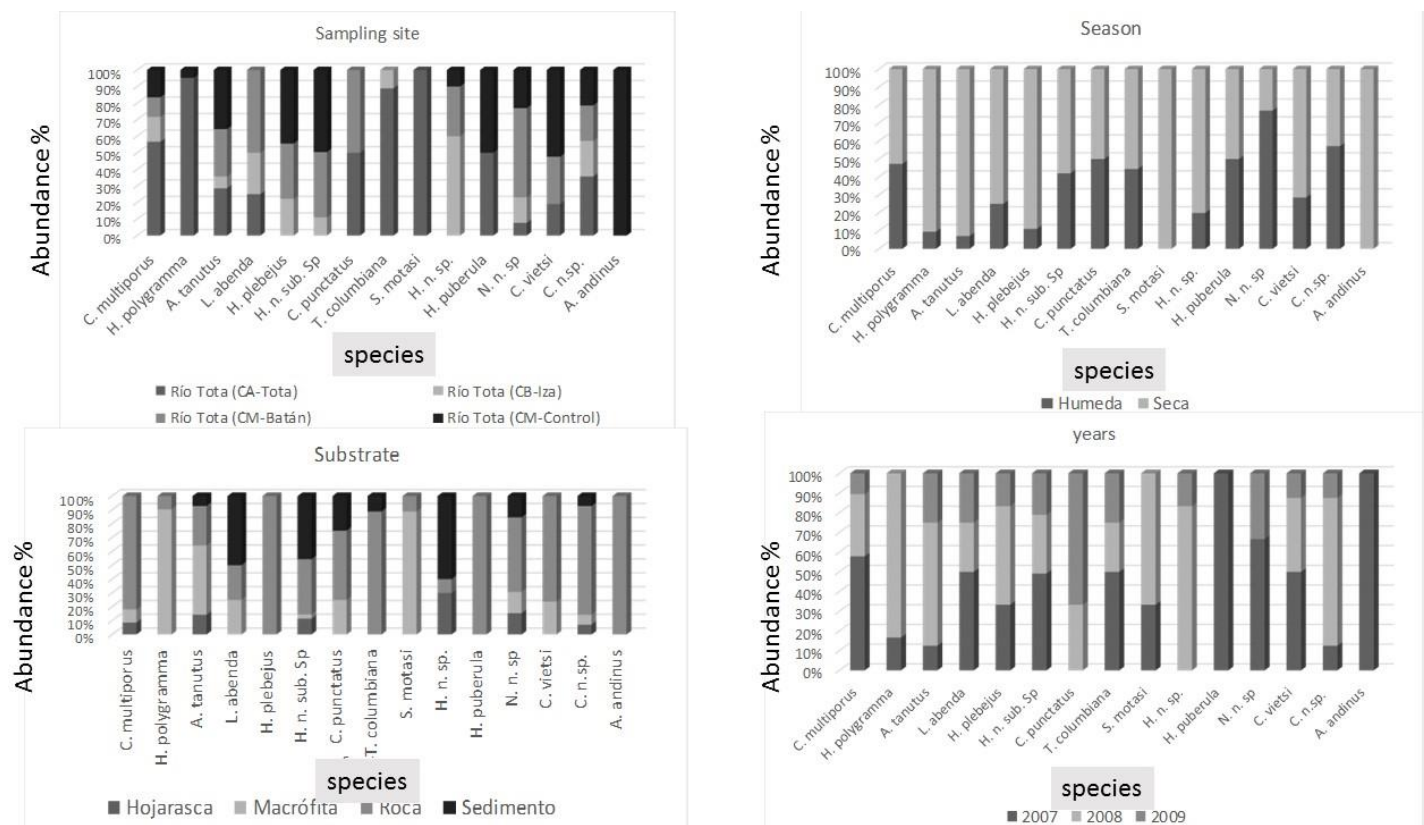 Sampling site
Abundance %
100%
90%
80%
70%
60%
50%
40%
30%
20%
10%
0%
C. multiporus
H. polygramma
A. tanutus
L. abenda
H. plebejus
H. n. sub. Sp
C. punctatus
T. columbiana
S. motasi
H. n. sp.
H. puberula
N. n. sp
C. vietsi
C. n.sp.
A. andinus
species
Río Tota (CA-Tota)
Río Tota (CB-Iza)
Río Tota (CM-Batán)
Río Tota (CM-Control)
Season
Abundance %
100%
90%
80%
70%
60%
50%
40%
30%
20%
10%
0%
C. multiporus
H. polygramma
A. tanutus
L. abenda
H. plebejus
H. n. sub. Sp
C. punctatus
T. columbiana
S. motasi
H. n. sp.
H. puberula
N. n. sp
C. vietsi
C. n.sp.
A. andinus
species
Humeda
Seca
Substrate
Abundance %
100%
90%
80%
70%
60%
50%
40%
30%
20%
10%
0%
C. multiporus
H. polygramma
A. tanutus
L. abenda
H. plebejus
H. n. sub. Sp
C. punctatus
T. columbiana
S. motasi
H. n. sp.
H. puberula
N. n. sp
C. vietsi
C. n.sp.
A. andinus
species
Hojarasca
Macrófita
Roca
Sedimento
years
Abundance %
100%
90%
80%
70%
60%
50%
40%
30%
20%
10%
0%
C. multiporus
H. polygramma
A. tanutus
L. abenda
H. plebejus
H. n. sub. Sp
C. punctatus
T. columbiana
S. motasi
H. n. sp.
H. puberula
N. n. sp
C. vietsi
C. n.sp.
A. andinus
species
2007
2008
2009